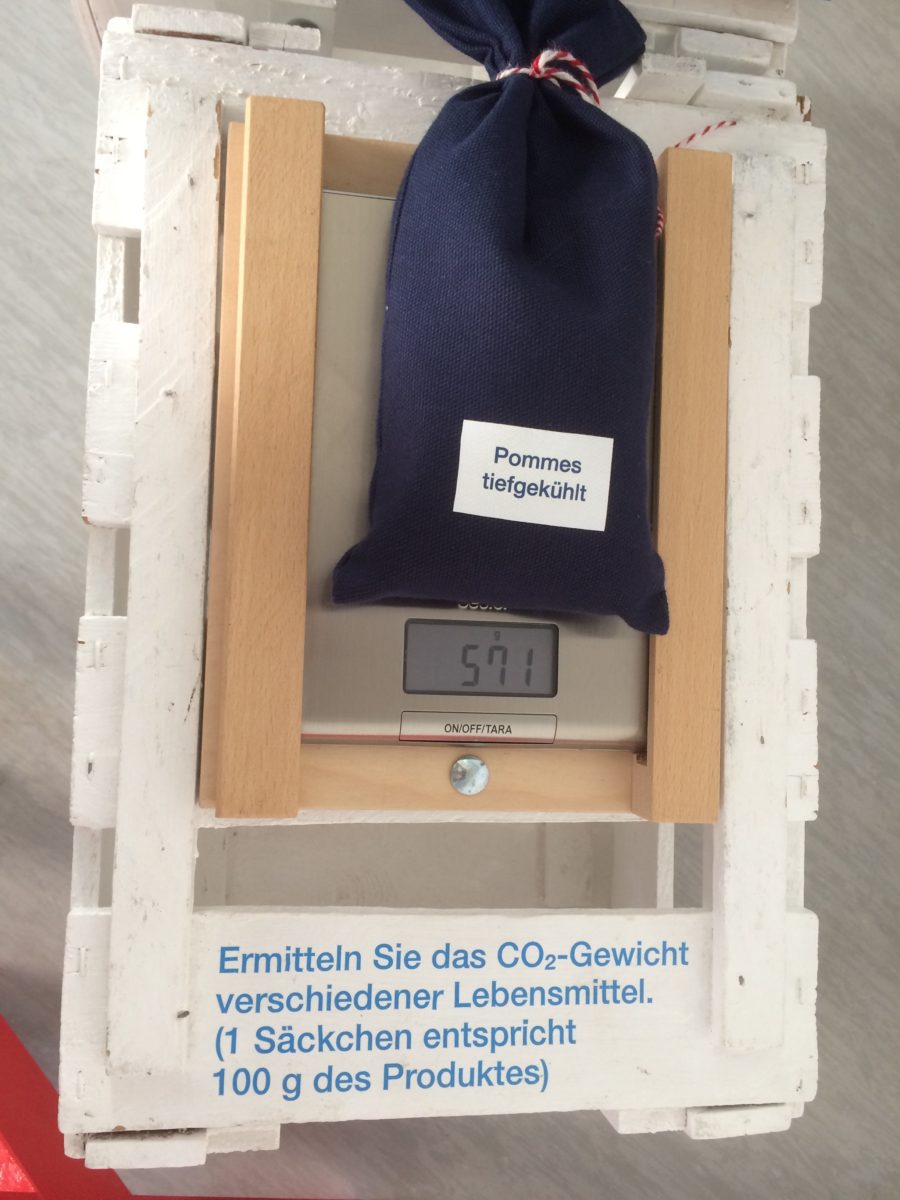 Pommes
tiefgekühlt
g
571
ON/OFF/TARA
Ermitteln Sie das CO₂-Gewicht
verschiedener Lebensmittel.
(1 Säckchen entspricht
100 g des Produktes)